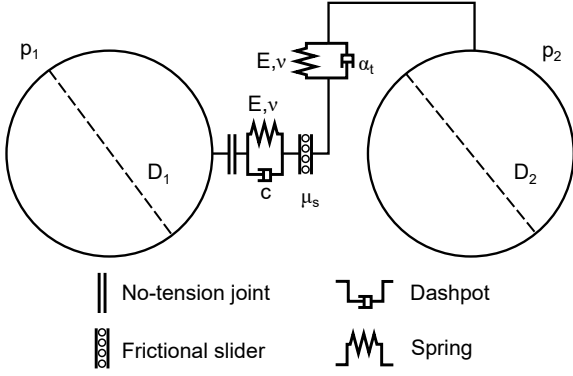 p₁
p₂
E,ν
αₜ
E,ν
D₁
D₂
c
μₛ
No-tension joint
Dashpot
Frictional slider
Spring